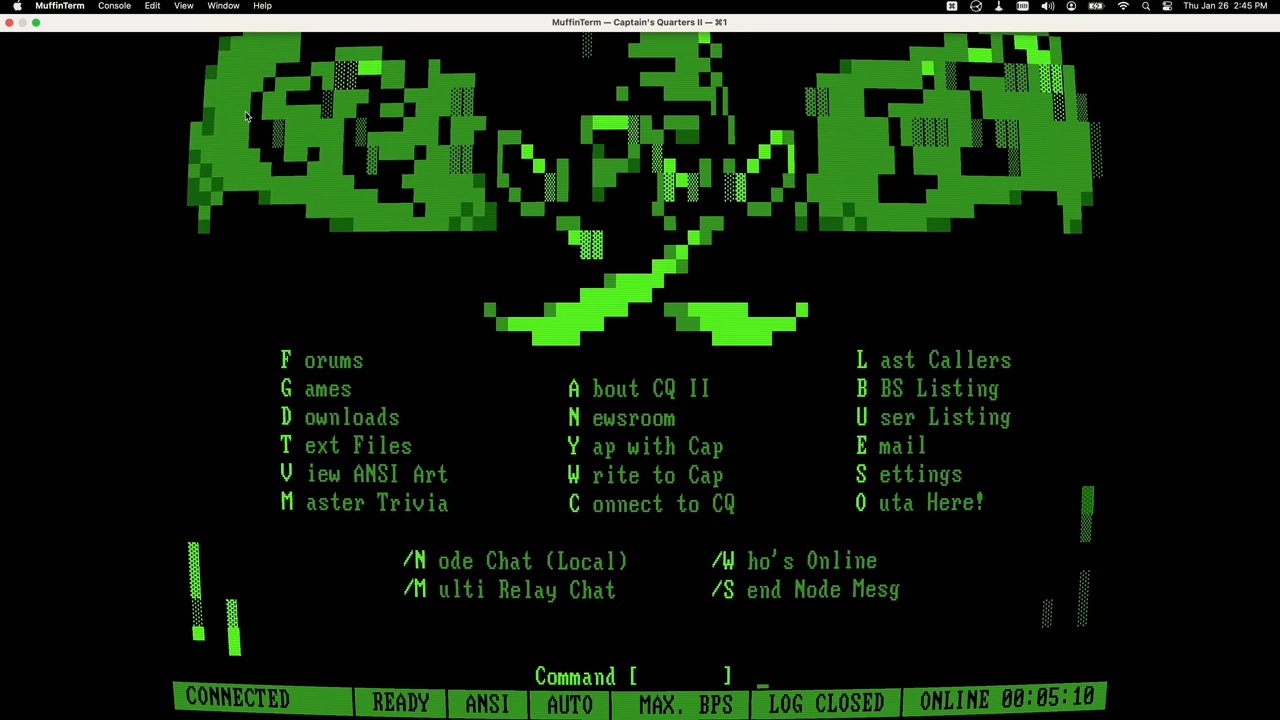 MuffinTerm Console Edit View Window Help Thu Jan 26 2:45 PM
MuffinTerm — Captain's Quarters II — ⌘1
F orums
G ames
D ownloads
T ext Files
V iew ANSI Art
M aster Trivia
A bout CQ II
N ewsroom
Y ap with Cap
W rite to Cap
C onnect to CQ
L ast Callers
B BS Listing
U ser Listing
E mail
S ettings
O uta Here!
/N ode Chat (Local)
/M ulti Relay Chat
/W ho's Online
/S end Node Mesg
Command [ ] _
CONNECTED READY ANSI AUTO MAX. BPS LOG CLOSED ONLINE 00:05:10